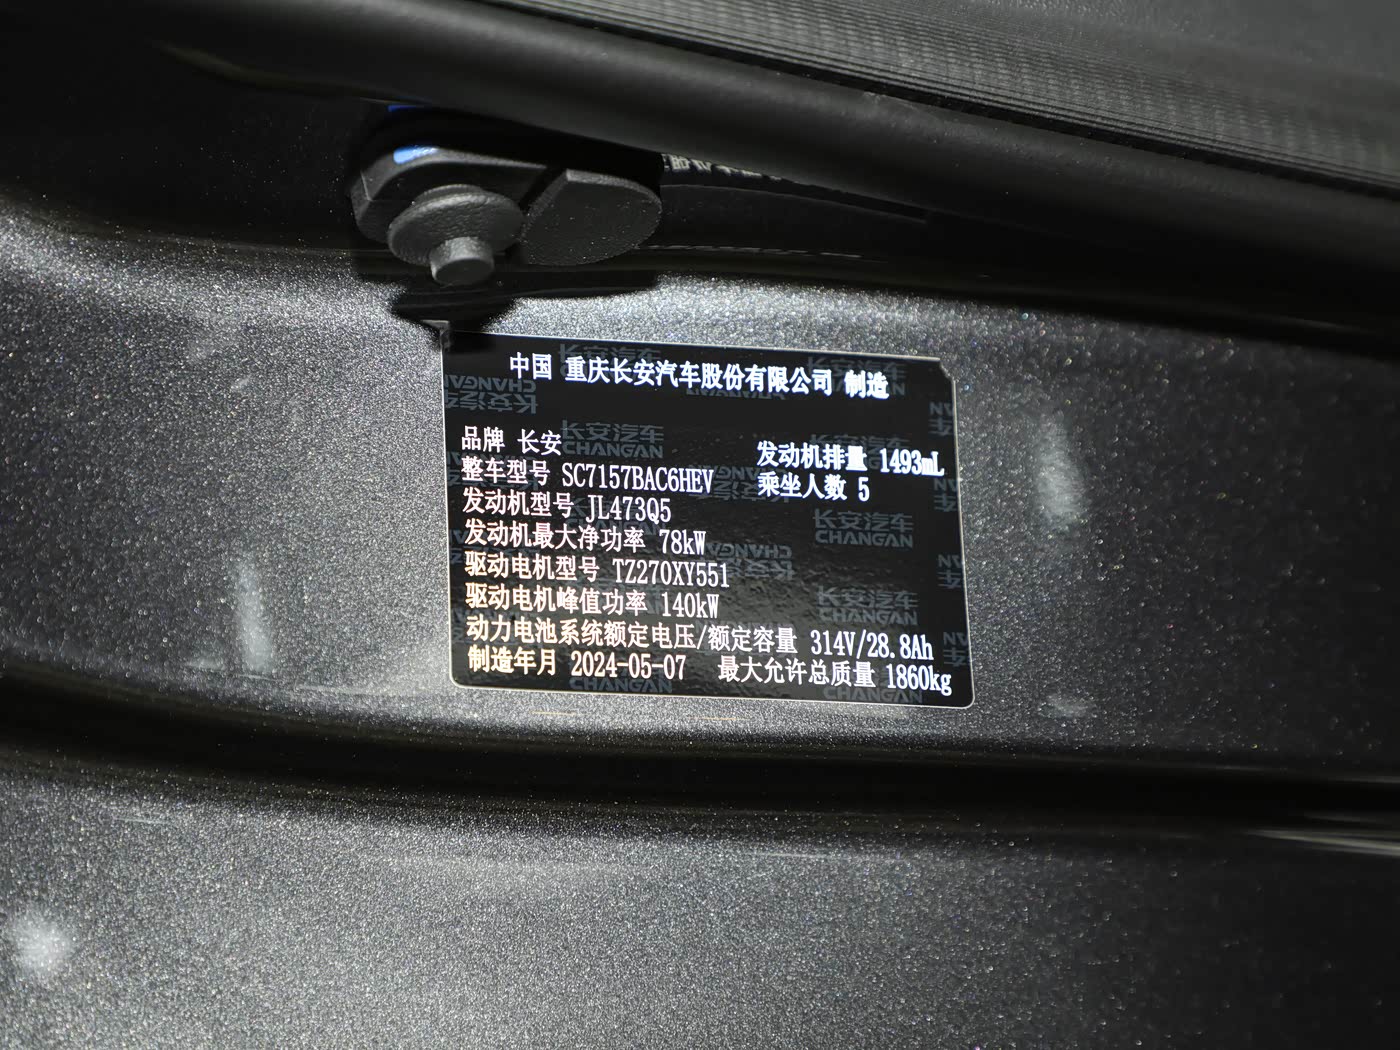 中国 重庆长安汽车股份有限公司 制造
品牌 长安
发动机排量 1493mL
整车型号 SC7157BAC6HEV
乘坐人数 5
发动机型号 JL473Q5
发动机最大净功率 78kW
驱动电机型号 TZ270XY551
驱动电机峰值功率 140kW
动力电池系统额定电压/额定容量 314V/28.8Ah
制造年月 2024-05-07 最大允许总质量 1860kg
长安汽车
CHANGAN